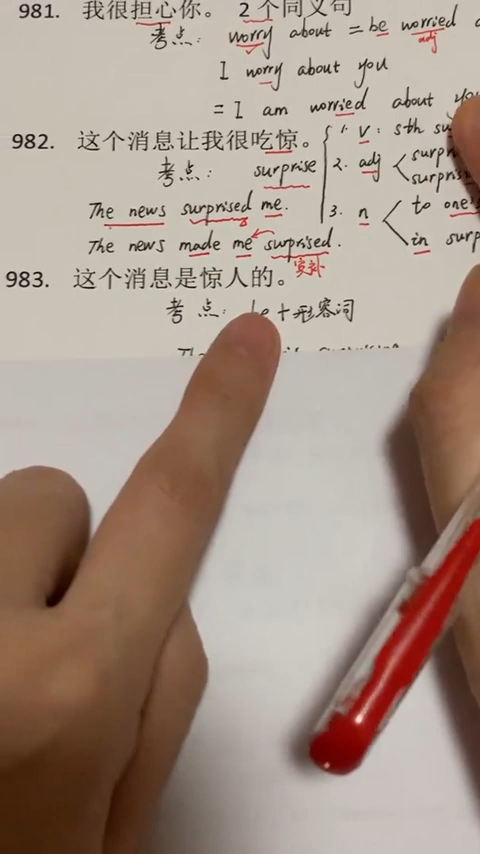 981. 我很担心你。 2个同义句
考点: worry about = be worried
adj
I worry about you
= I am worried about you
982. 这个消息让我很吃惊。
考点: surprise
1. v: sth
2. adj
3. n to one's
in
The news surprised me.
The news made me surprised.
宾补
983. 这个消息是惊人的。
考点: be + 形容词